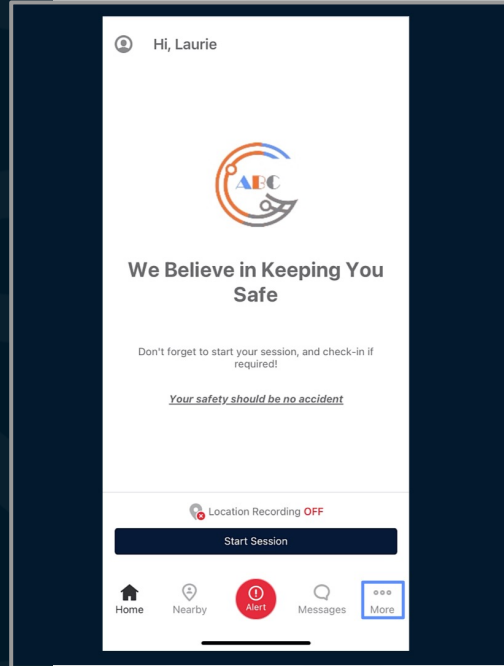 Hi, Laurie
ABC
We Believe in Keeping You
Safe
Don't forget to start your session, and check-in if
required!
Your safety should be no accident
Location Recording OFF
Start Session
Home
Nearby
Alert
Messages
More